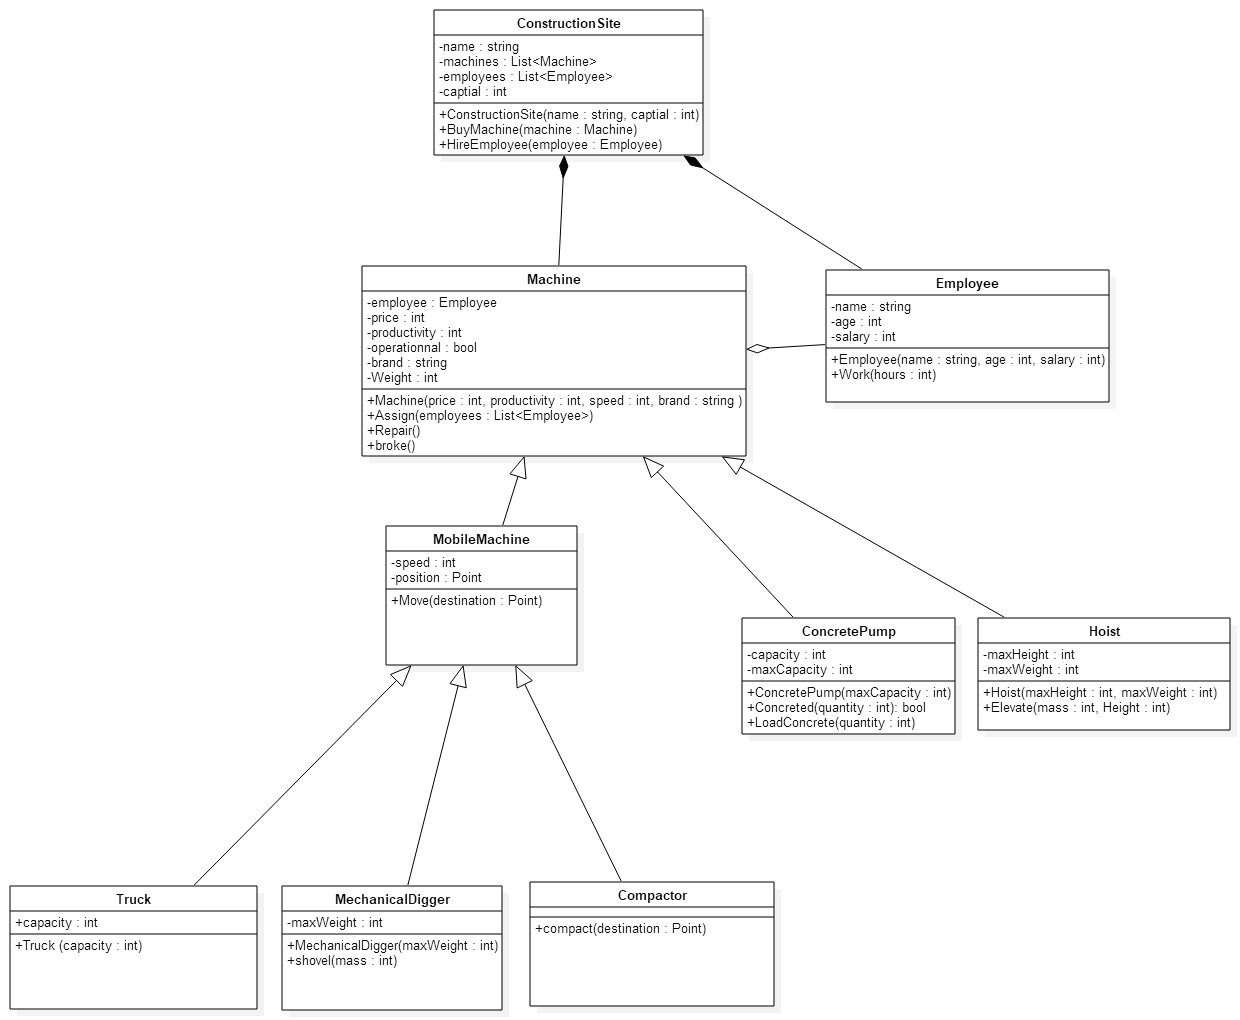 ConstructionSite
-name : string
-machines : List<Machine>
-employees : List<Employee>
-captial : int
+ConstructionSite(name : string, captial : int)
+BuyMachine(machine : Machine)
+HireEmployee(employee : Employee)
Machine
-employee : Employee
-price : int
-productivity : int
-operationnal : bool
-brand : string
-Weight : int
+Machine(price : int, productivity : int, speed : int, brand : string )
+Assign(employees : List<Employee>)
+Repair()
+broke()
Employee
-name : string
-age : int
-salary : int
+Employee(name : string, age : int, salary : int)
+Work(hours : int)
MobileMachine
-speed : int
-position : Point
+Move(destination : Point)
ConcretePump
-capacity : int
-maxCapacity : int
+ConcretePump(maxCapacity : int)
+Concreted(quantity : int): bool
+LoadConcrete(quantity : int)
Hoist
-maxHeight : int
-maxWeight : int
+Hoist(maxHeight : int, maxWeight : int)
+Elevate(mass : int, Height : int)
Truck
+capacity : int
+Truck (capacity : int)
MechanicalDigger
-maxWeight : int
+MechanicalDigger(maxWeight : int)
+shovel(mass : int)
Compactor
+compact(destination : Point)